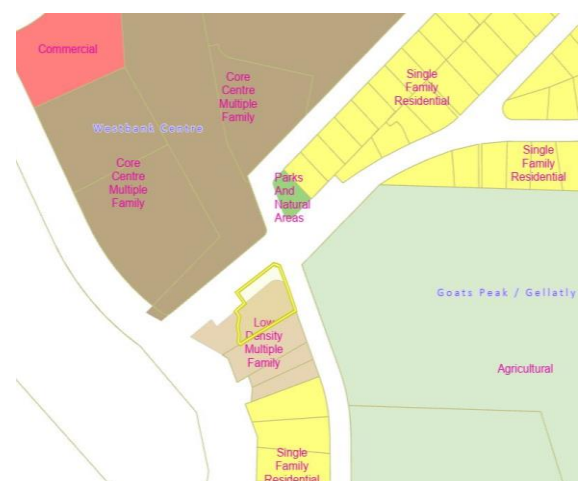 Commercial
Single
Family
Residential
Core
Centre
Multiple
Family
Westbank Centre
Single
Family
Residential
Core
Centre
Multiple
Family
Parks
And
Natural
Areas
Goats Peak / Gellatly
Low
Density
Multiple
Family
Agricultural
Single
Family
Residential